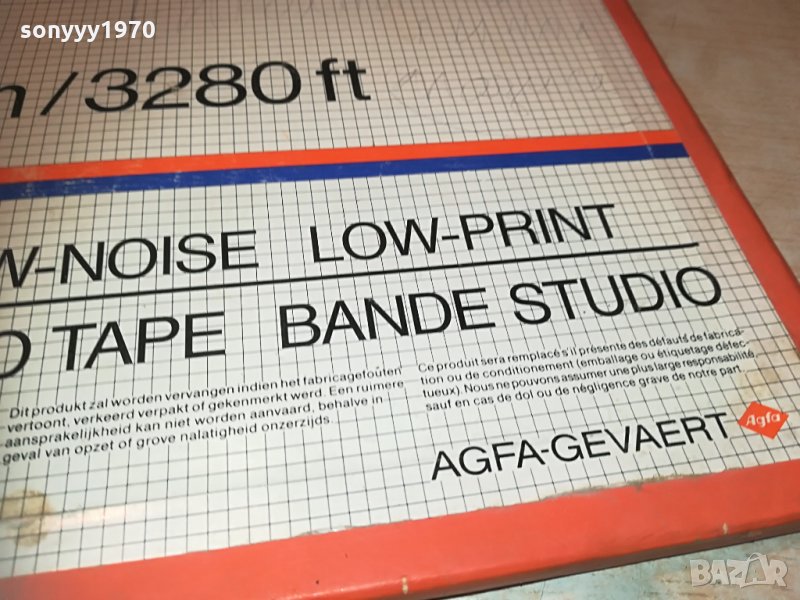 sonyyy1970
/3280 ft
W-NOISE LOW-PRINT
TAPE BANDE STUDIO
Dit produkt zal worden vervangen indien het fabricagefouten
vertoont, verkeerd verpakt of gekenmerkt werd. Een ruimere
aansprakelijkheid kan niet worden aanvaard, behalve in
geval van opzet of grove nalatigheid onzerzijds.
Ce produit sera remplacé s'il présente des défauts de fabrica-
tion ou de conditionnement (emballage ou étiquetage défec-
tueux). Nous ne pouvons assumer une plus large responsabilité,
sauf en cas de dol ou de négligence grave de notre part.
AGFA-GEVAERT Agfa
BAZAR